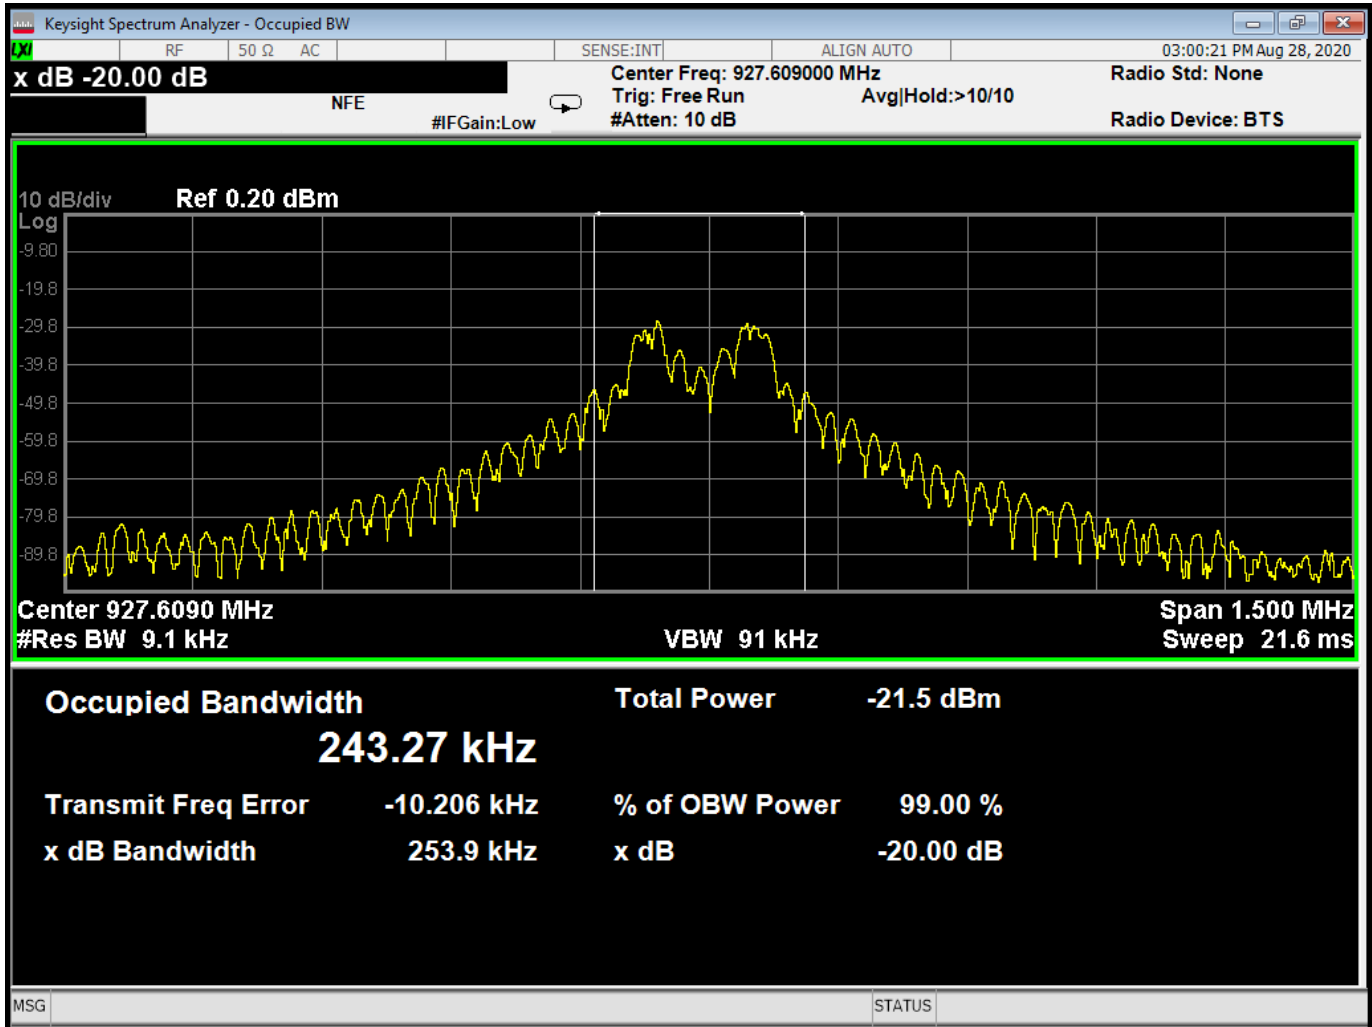 Keysight Spectrum Analyzer - Occupied BW
LXI RF 50 Ω AC SENSE:INT ALIGN AUTO 03:00:21 PM Aug 28, 2020
x dB -20.00 dB Center Freq: 927.609000 MHz Radio Std: None
NFE Trig: Free Run Avg|Hold:>10/10
#IFGain:Low #Atten: 10 dB Radio Device: BTS
10 dB/div Ref 0.20 dBm
Log
-9.80
-19.8
-29.8
-39.8
-49.8
-59.8
-69.8
-79.8
-89.8
Center 927.6090 MHz Span 1.500 MHz
#Res BW 9.1 kHz VBW 91 kHz Sweep 21.6 ms
Occupied Bandwidth Total Power -21.5 dBm
243.27 kHz
Transmit Freq Error -10.206 kHz % of OBW Power 99.00 %
x dB Bandwidth 253.9 kHz x dB -20.00 dB
MSG STATUS